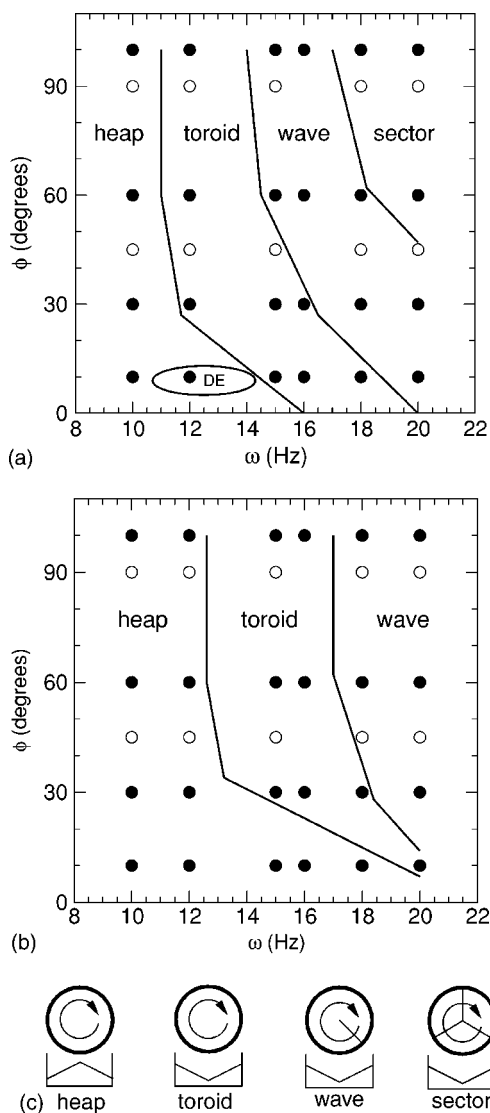 90
60
30
0
ϕ (degrees)
heap toroid wave sector
DE
8 10 12 14 16 18 20 22
(a) ω (Hz)
90
60
30
0
ϕ (degrees)
heap toroid wave
8 10 12 14 16 18 20 22
(b) ω (Hz)
(c) heap toroid wave sector